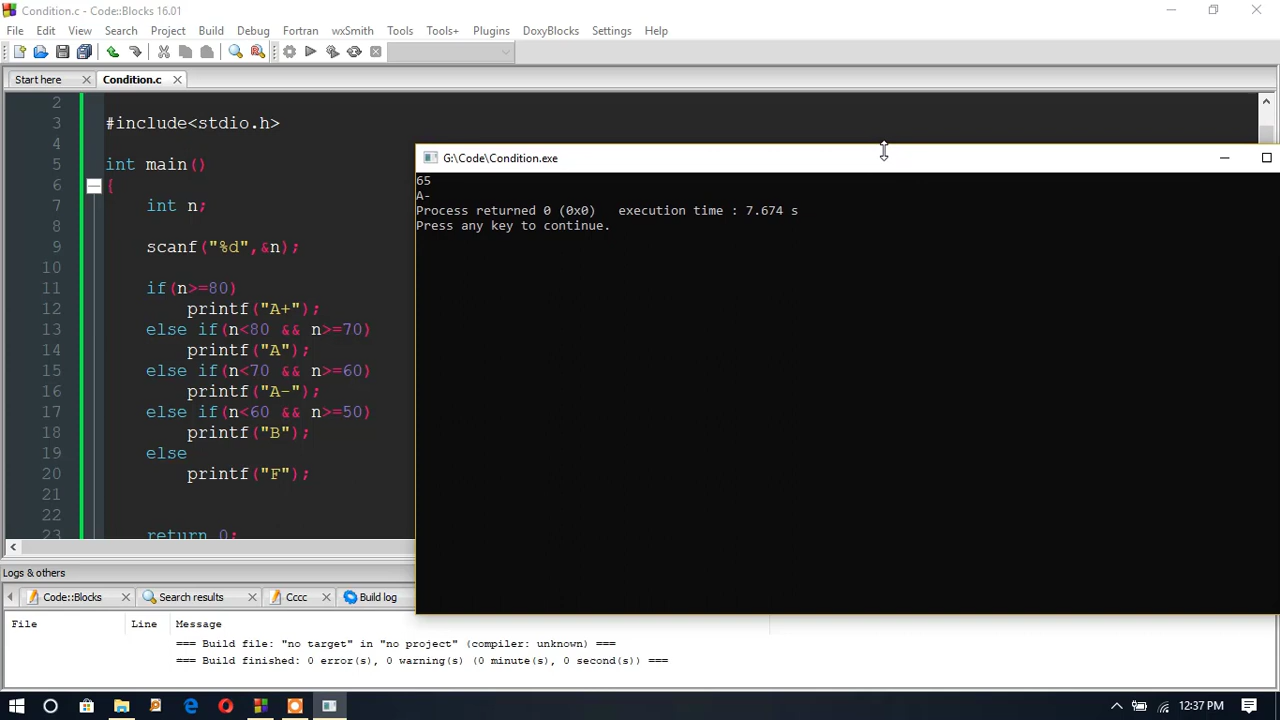 Condition.c - Code::Blocks 16.01
File Edit View Search Project Build Debug Fortran wxSmith Tools Tools+ Plugins DoxyBlocks Settings Help
Start here Condition.c
2
3 #include<stdio.h>
4
5 int main()
6 {
7 int n;
8
9 scanf("%d",&n);
10
11 if(n>=80)
12 printf("A+");
13 else if(n<80 && n>=70)
14 printf("A");
15 else if(n<70 && n>=60)
16 printf("A-");
17 else if(n<60 && n>=50)
18 printf("B");
19 else
20 printf("F");
21
22
23 return 0;
G:\Code\Condition.exe
65
A-
Process returned 0 (0x0) execution time : 7.674 s
Press any key to continue.
Logs & others
Code::Blocks Search results Cccc Build log
File Line Message
=== Build file: "no target" in "no project" (compiler: unknown) ===
=== Build finished: 0 error(s), 0 warning(s) (0 minute(s), 0 second(s)) ===
12:37 PM